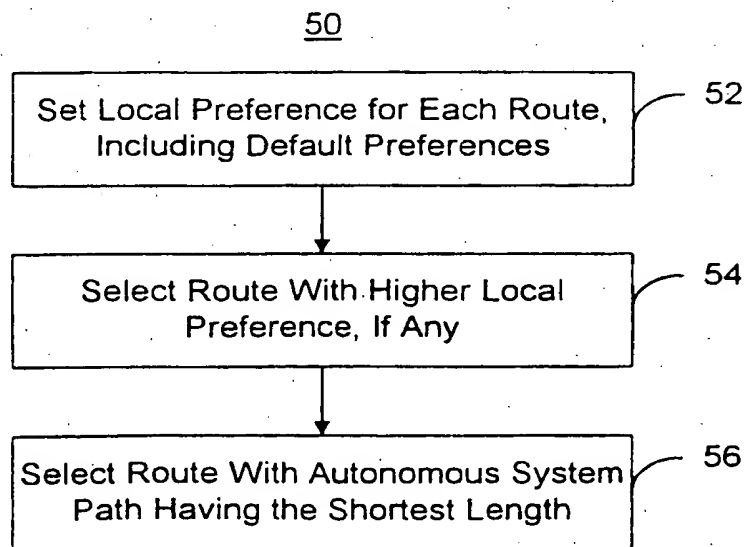 50
Set Local Preference for Each Route,
Including Default Preferences
52
Select Route With Higher Local
Preference, If Any
54
Select Route With Autonomous System
Path Having the Shortest Length
56